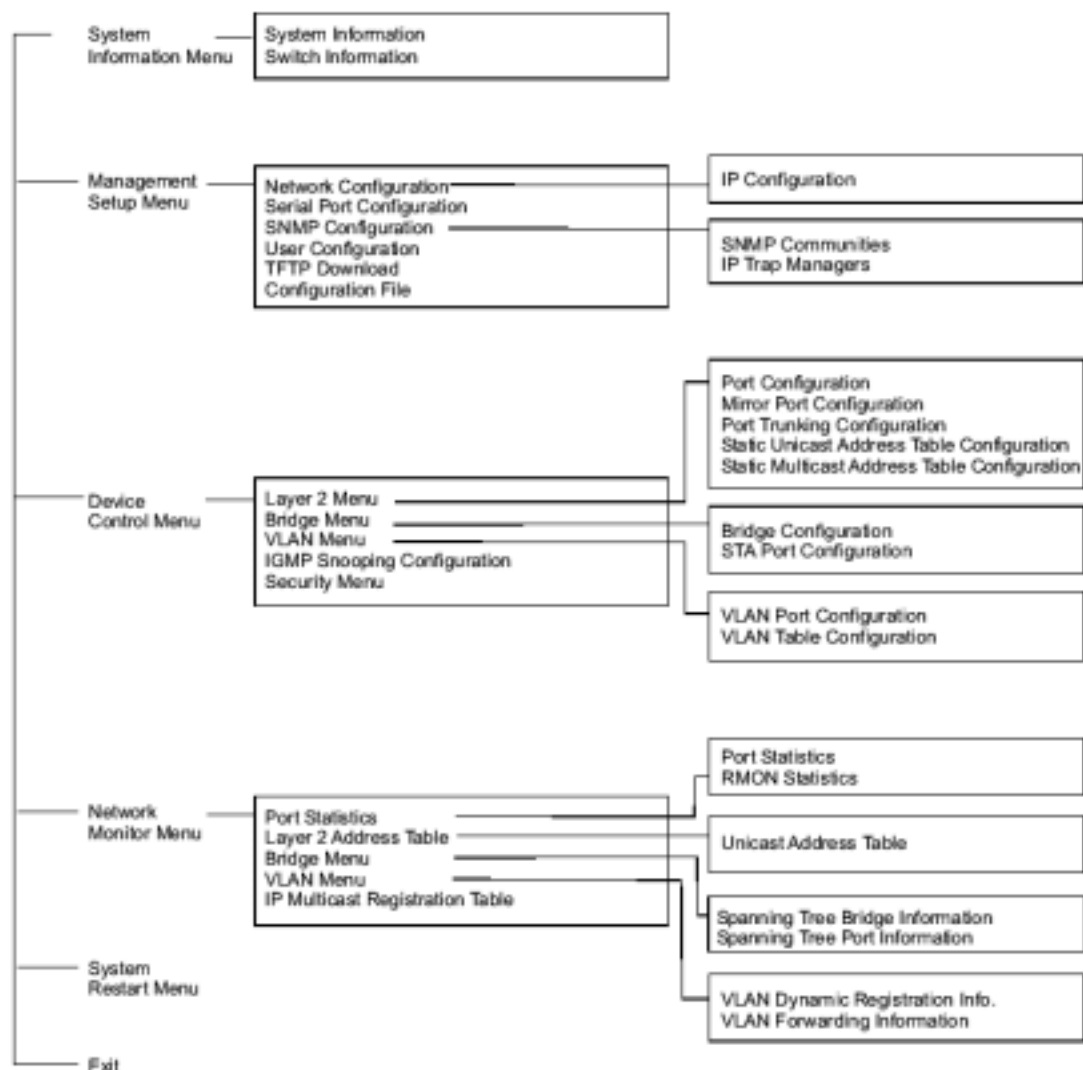 System
Information Menu
System Information
Switch Information
Management
Setup Menu
Network Configuration
Serial Port Configuration
SNMP Configuration
User Configuration
TFTP Download
Configuration File
IP Configuration
SNMP Communities
IP Trap Managers
Device
Control Menu
Layer 2 Menu
Bridge Menu
VLAN Menu
IGMP Snooping Configuration
Security Menu
Port Configuration
Mirror Port Configuration
Port Trunking Configuration
Static Unicast Address Table Configuration
Static Multicast Address Table Configuration
Bridge Configuration
STA Port Configuration
VLAN Port Configuration
VLAN Table Configuration
Network
Monitor Menu
Port Statistics
Layer 2 Address Table
Bridge Menu
VLAN Menu
IP Multicast Registration Table
Port Statistics
RMON Statistics
Unicast Address Table
Spanning Tree Bridge Information
Spanning Tree Port Information
VLAN Dynamic Registration Info.
VLAN Forwarding Information
System
Restart Menu
Exit